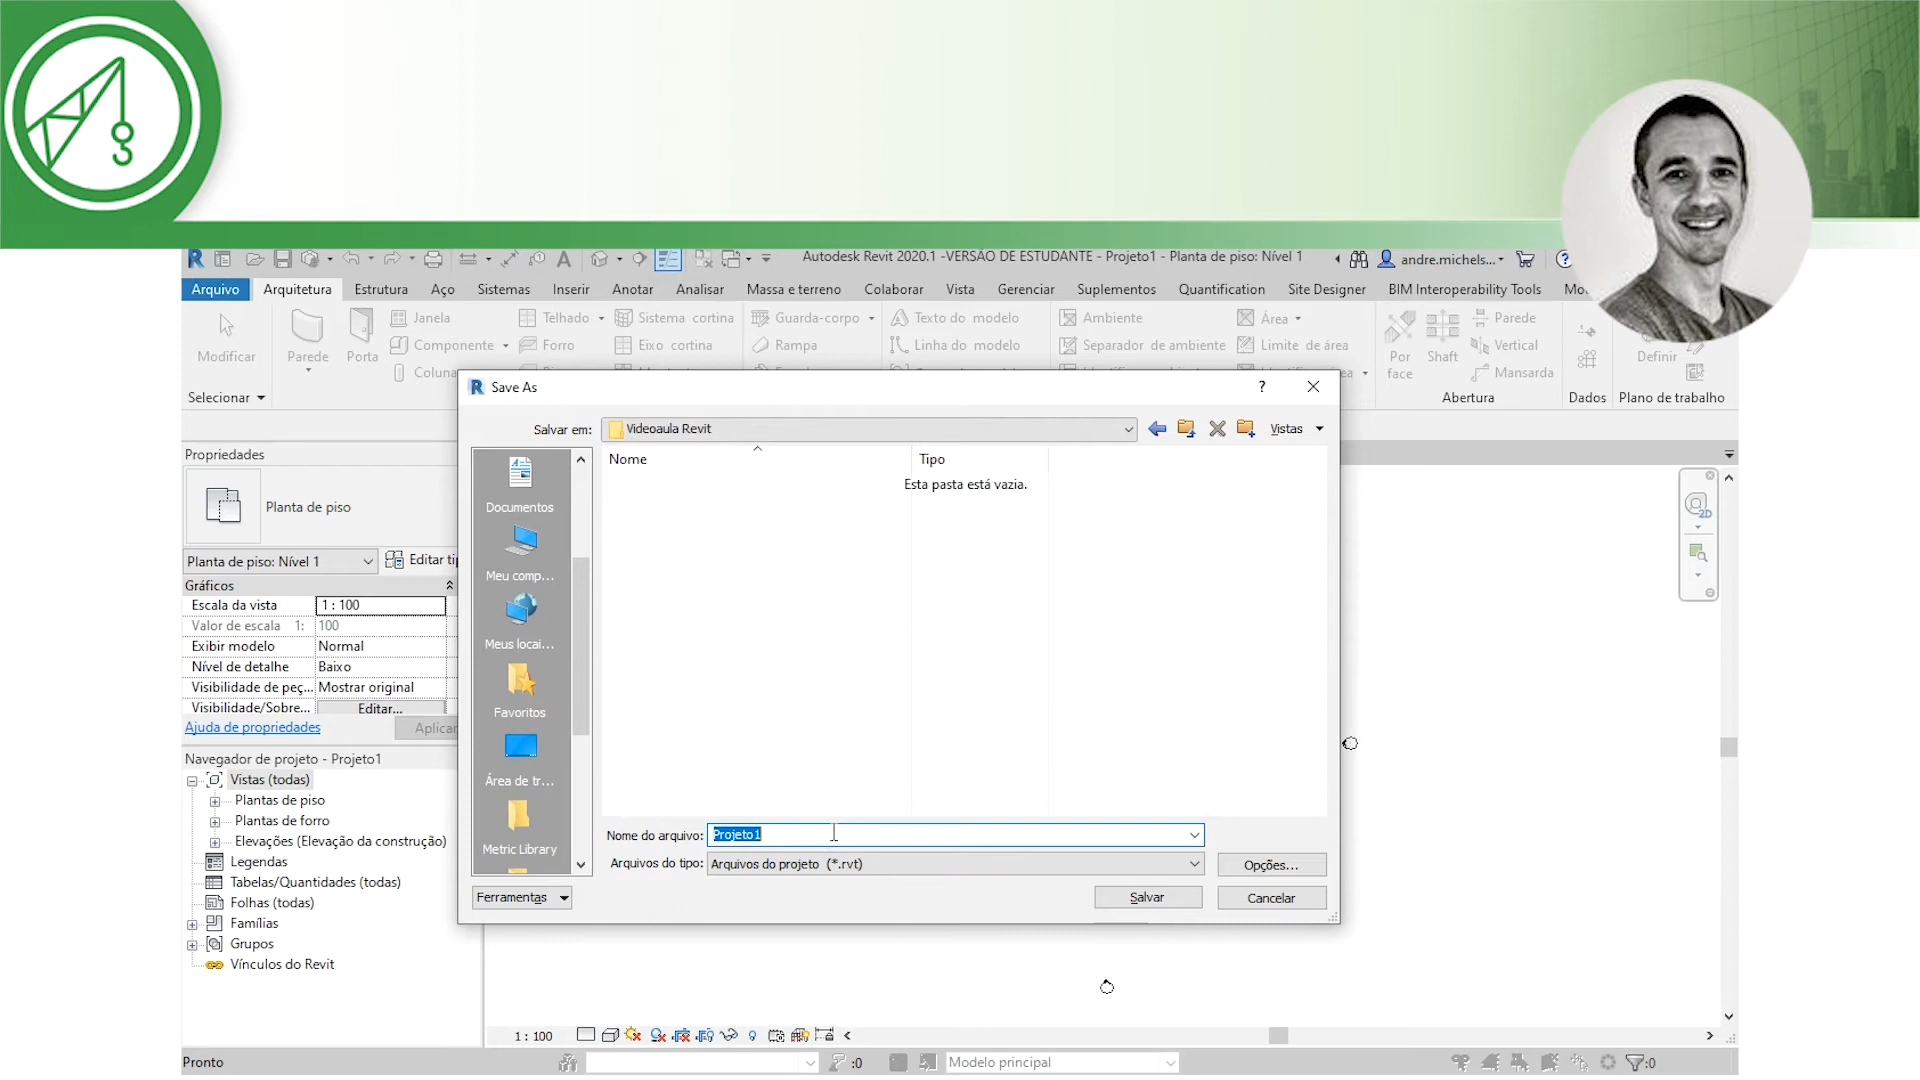 Autodesk Revit 2020.1 -VERSÃO DE ESTUDANTE - Projeto1 - Planta de piso: Nível 1
andre.michels...
Arquivo Arquitetura Estrutura Aço Sistemas Inserir Anotar Analisar Massa e terreno Colaborar Vista Gerenciar Suplementos Quantification Site Designer BIM Interoperability Tools
Janela Telhado Sistema cortina Guarda-corpo Texto do modelo Ambiente Área Parede
Modificar Parede Porta Componente Forro Eixo cortina Rampa Linha do modelo Separador de ambiente Limite de área Por face Shaft Vertical Definir
Coluna Mansarda
Selecionar Abertura Dados Plano de trabalho
Save As
Salvar em: Videoaula Revit Vistas
Nome Tipo
Esta pasta está vazia.
Documentos
Meu comp...
Meus locai...
Favoritos
Área de tr...
Metric Library
Nome do arquivo: Projeto1
Arquivos do tipo: Arquivos do projeto (*.rvt) Opções...
Ferramentas Salvar Cancelar
Propriedades
Planta de piso
Planta de piso: Nível 1 Editar tip
Gráficos
Escala da vista 1 : 100
Valor de escala 1: 100
Exibir modelo Normal
Nível de detalhe Baixo
Visibilidade de peç... Mostrar original
Visibilidade/Sobre... Editar...
Ajuda de propriedades Aplicar
Navegador de projeto - Projeto1
Vistas (todas)
Plantas de piso
Plantas de forro
Elevações (Elevação da construção)
Legendas
Tabelas/Quantidades (todas)
Folhas (todas)
Famílias
Grupos
Vínculos do Revit
2D
1 : 100
Pronto :0 Modelo principal :0